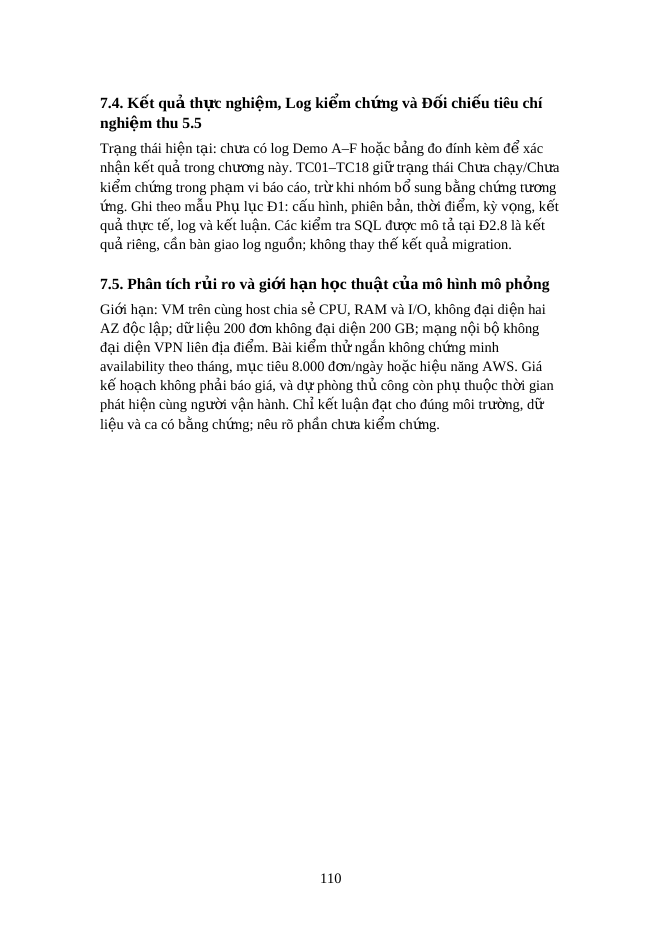 7.4. Kết quả thực nghiệm, Log kiểm chứng và Đối chiếu tiêu chí
nghiệm thu 5.5
Trạng thái hiện tại: chưa có log Demo A–F hoặc bảng đo đính kèm để xác
nhận kết quả trong chương này. TC01–TC18 giữ trạng thái Chưa chạy/Chưa
kiểm chứng trong phạm vi báo cáo, trừ khi nhóm bổ sung bằng chứng tương
ứng. Ghi theo mẫu Phụ lục Đ1: cấu hình, phiên bản, thời điểm, kỳ vọng, kết
quả thực tế, log và kết luận. Các kiểm tra SQL được mô tả tại Đ2.8 là kết
quả riêng, cần bàn giao log nguồn; không thay thế kết quả migration.
7.5. Phân tích rủi ro và giới hạn học thuật của mô hình mô phỏng
Giới hạn: VM trên cùng host chia sẻ CPU, RAM và I/O, không đại diện hai
AZ độc lập; dữ liệu 200 đơn không đại diện 200 GB; mạng nội bộ không
đại diện VPN liên địa điểm. Bài kiểm thử ngắn không chứng minh
availability theo tháng, mục tiêu 8.000 đơn/ngày hoặc hiệu năng AWS. Giá
kế hoạch không phải báo giá, và dự phòng thủ công còn phụ thuộc thời gian
phát hiện cùng người vận hành. Chỉ kết luận đạt cho đúng môi trường, dữ
liệu và ca có bằng chứng; nêu rõ phần chưa kiểm chứng.
110